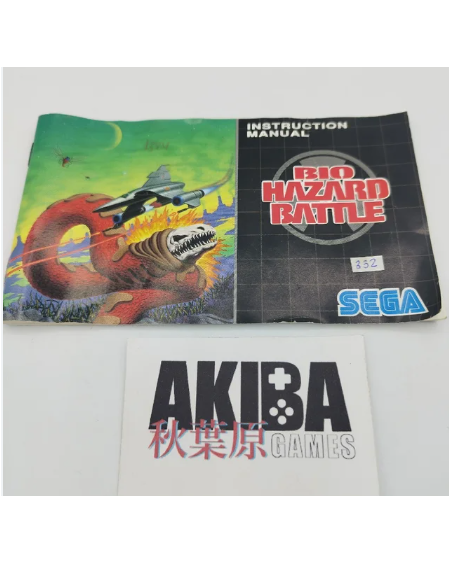 INSTRUCTION
MANUAL
BIO
HAZARD
BATTLE
332
SEGA
AKIBA
秋葉原 GAMES